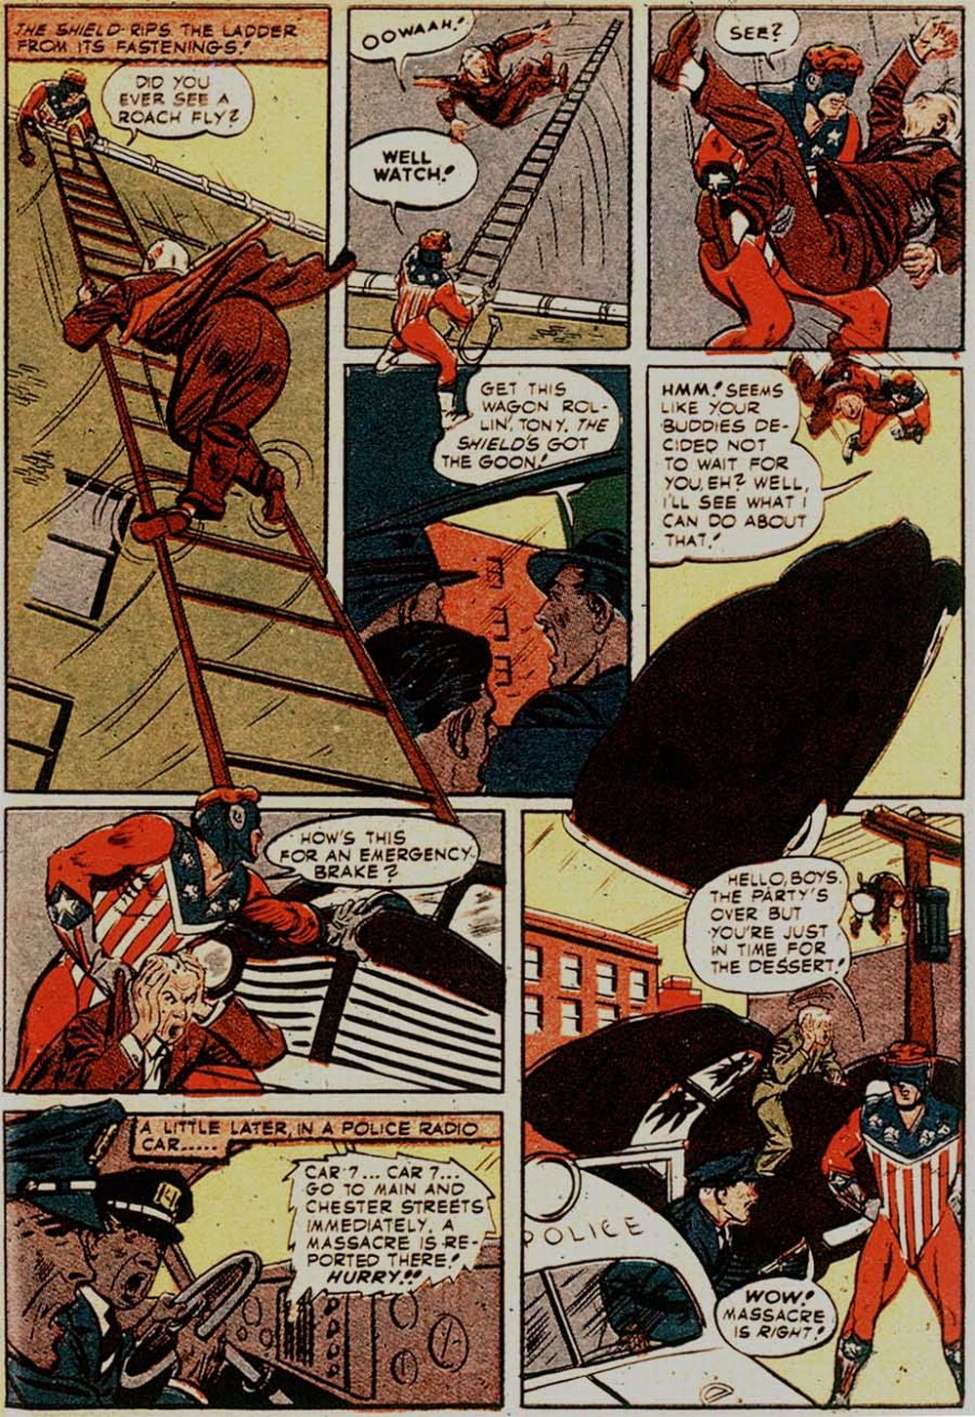 THE SHIELD RIPS THE LADDER
FROM ITS FASTENINGS!
DID YOU
EVER SEE A
ROACH FLY?
OOWAAH!
WELL
WATCH!
SEE?
GET THIS
WAGON ROL-
LIN', TONY, THE
SHIELD'S GOT
THE GOON!
HMM! SEEMS
LIKE YOUR
BUDDIES DE-
CIDED NOT
TO WAIT FOR
YOU, EH? WELL,
I'LL SEE WHAT I
CAN DO ABOUT
THAT!
HOW'S THIS
FOR AN EMERGENCY
BRAKE?
A LITTLE LATER, IN A POLICE RADIO
CAR.....
CAR 7... CAR 7...
GO TO MAIN AND
CHESTER STREETS
IMMEDIATELY. A
MASSACRE IS RE-
PORTED THERE!
HURRY!!
14
HELLO, BOYS.
THE PARTY'S
OVER BUT
YOU'RE JUST
IN TIME FOR
THE DESSERT!
POLICE
WOW!
MASSACRE
IS RIGHT!